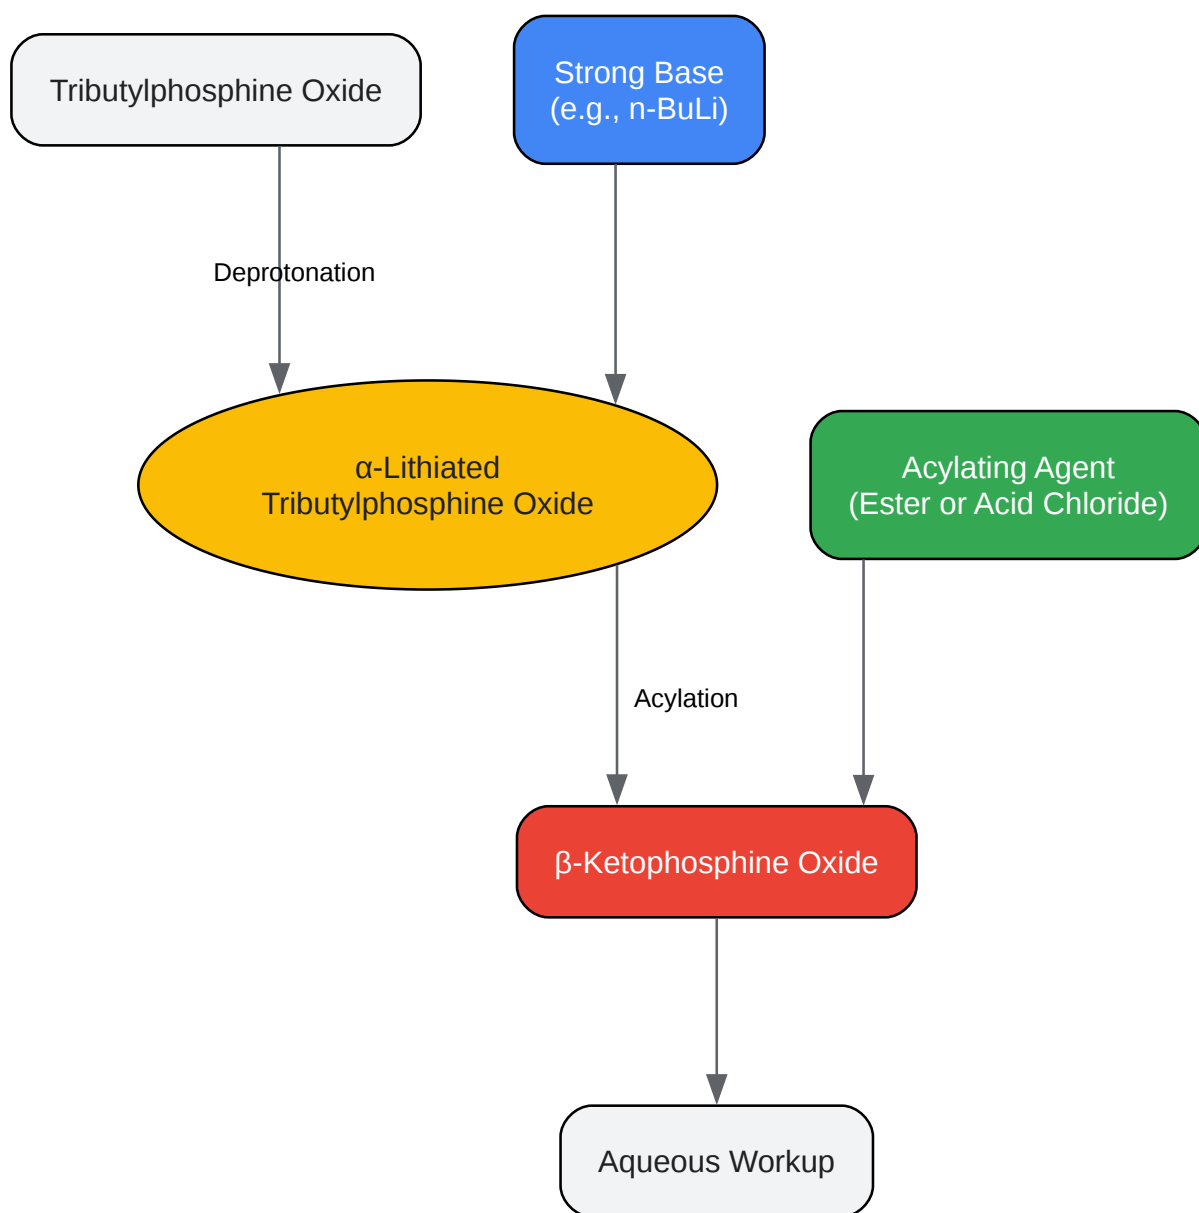 Tributylphosphine Oxide
Strong Base
(e.g., n-BuLi)
Deprotonation
α-Lithiated
Tributylphosphine Oxide
Acylating Agent
(Ester or Acid Chloride)
Acylation
β-Ketophosphine Oxide
Aqueous Workup